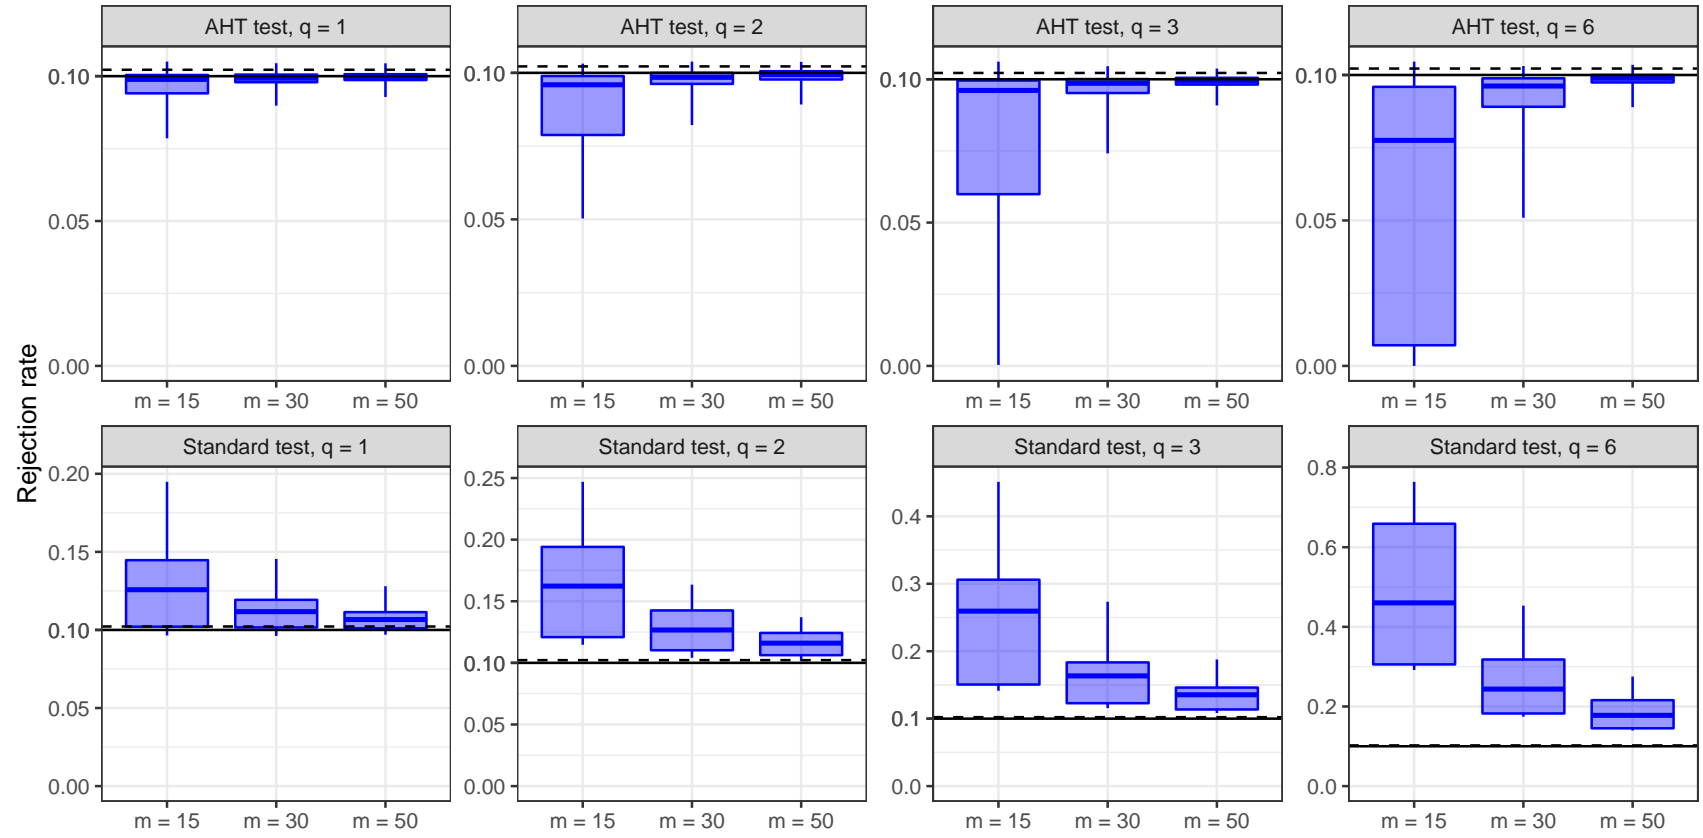 AHT test, q = 1
AHT test, q = 2
AHT test, q = 3
AHT test, q = 6
0.10
0.05
0.00
0.10
0.05
0.00
0.10
0.05
0.00
0.10
0.05
0.00
m = 15 m = 30 m = 50
m = 15 m = 30 m = 50
m = 15 m = 30 m = 50
m = 15 m = 30 m = 50
Rejection rate
Standard test, q = 1
Standard test, q = 2
Standard test, q = 3
Standard test, q = 6
0.20
0.15
0.10
0.05
0.00
0.25
0.20
0.15
0.10
0.05
0.00
0.4
0.3
0.2
0.1
0.0
0.8
0.6
0.4
0.2
0.0
m = 15 m = 30 m = 50
m = 15 m = 30 m = 50
m = 15 m = 30 m = 50
m = 15 m = 30 m = 50